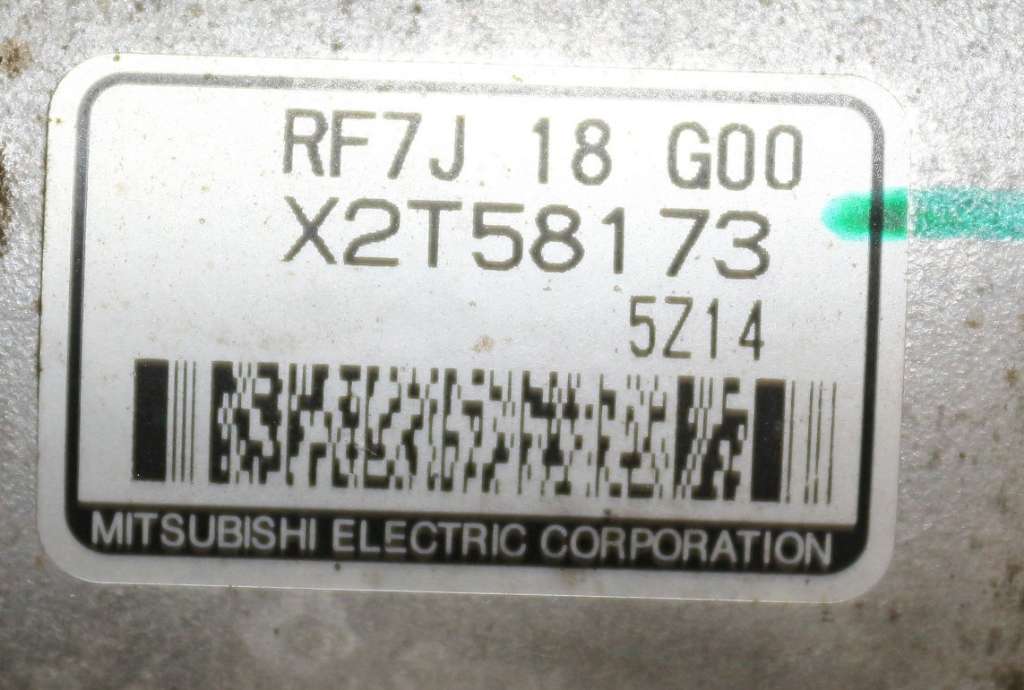 RF7J 18 G00
X2T58173
5Z14
MITSUBISHI ELECTRIC CORPORATION